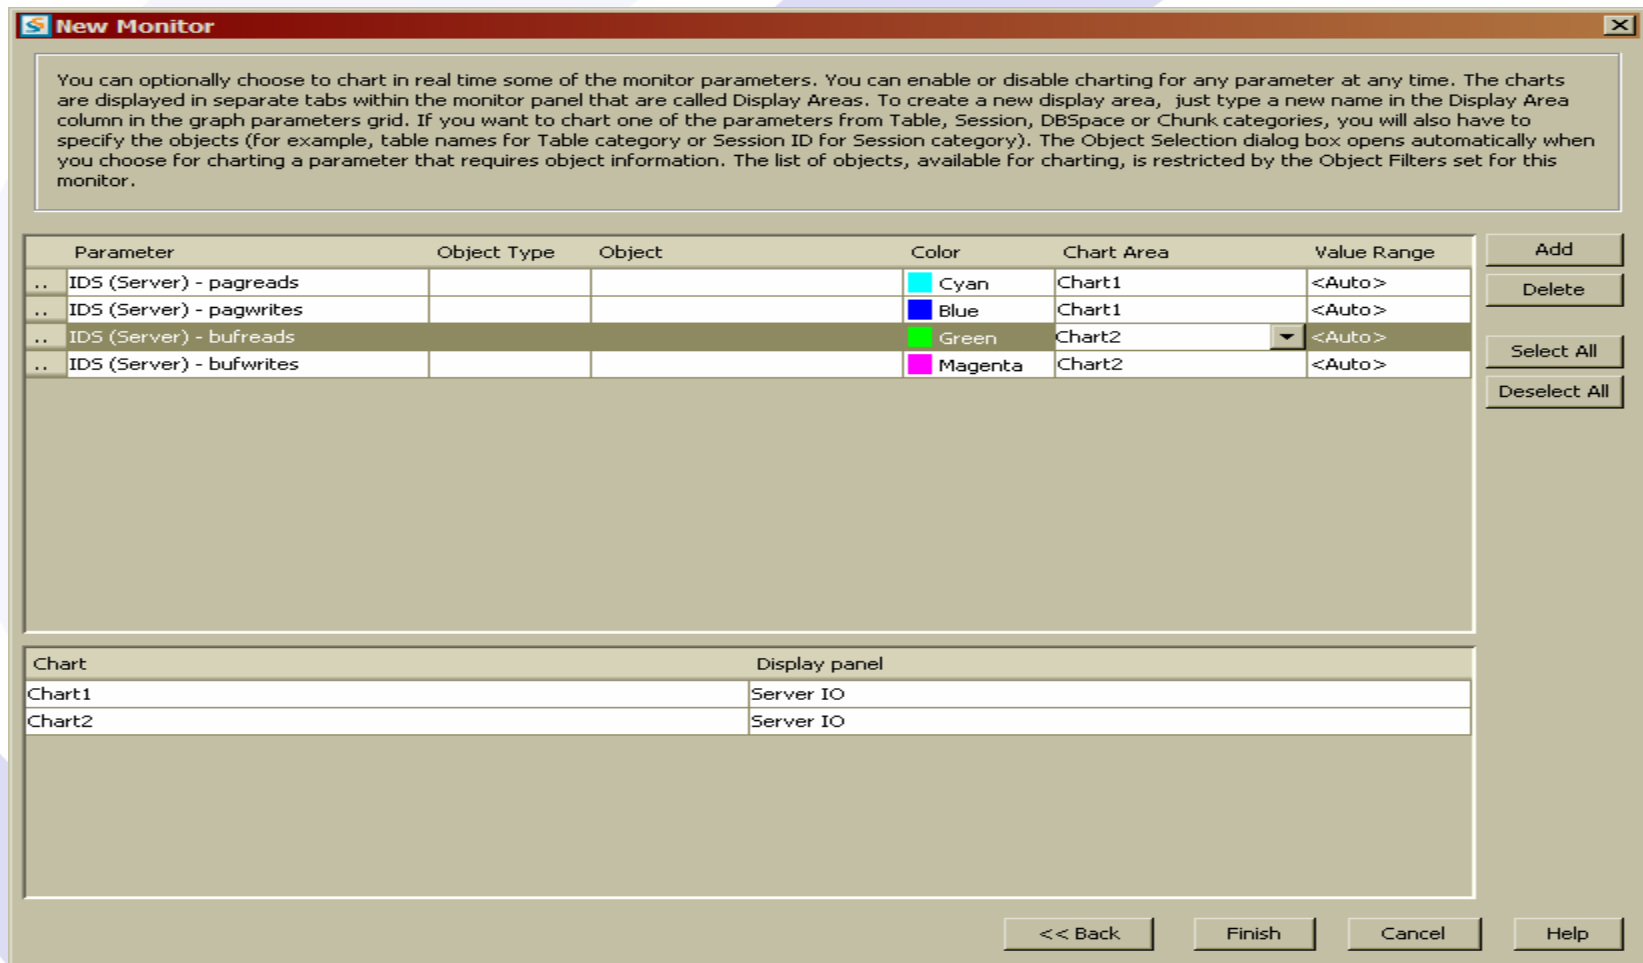 New Monitor
You can optionally choose to chart in real time some of the monitor parameters. You can enable or disable charting for any parameter at any time. The charts
are displayed in separate tabs within the monitor panel that are called Display Areas. To create a new display area,  just type a new name in the Display Area
column in the graph parameters grid. If you want to chart one of the parameters from Table, Session, DBSpace or Chunk categories, you will also have to
specify the objects (for example, table names for Table category or Session ID for Session category). The Object Selection dialog box opens automatically when
you choose for charting a parameter that requires object information. The list of objects, available for charting, is restricted by the Object Filters set for this
monitor.
Parameter Object Type Object Color Chart Area Value Range
.. IDS (Server) - pagreads Cyan Chart1 <Auto>
.. IDS (Server) - pagwrites Blue Chart1 <Auto>
.. IDS (Server) - bufreads Green Chart2 <Auto>
.. IDS (Server) - bufwrites Magenta Chart2 <Auto>
Add
Delete
Select All
Deselect All
Chart Display panel
Chart1 Server IO
Chart2 Server IO
<< Back Finish Cancel Help